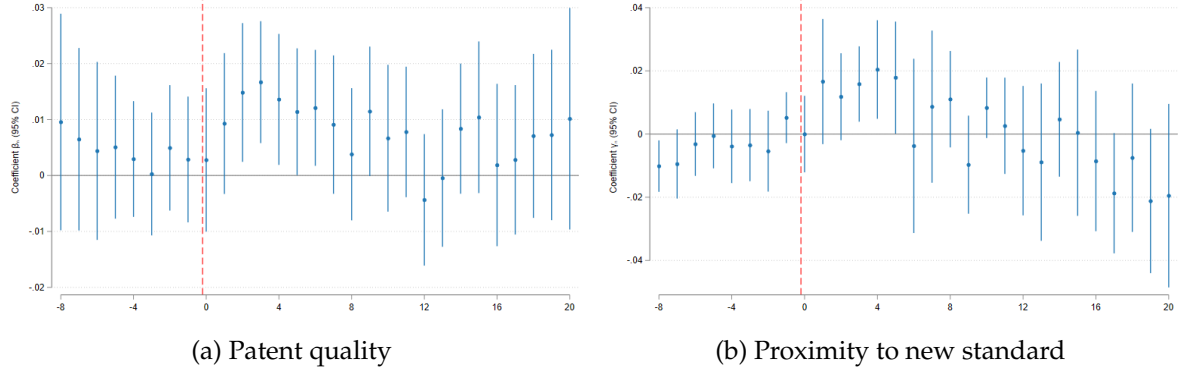 .03
.02
.01
0
-.01
-.02
Coefficient βₜ (95% CI)
-8 -4 0 4 8 12 16 20
(a) Patent quality
.04
.02
0
-.02
-.04
Coefficient γₜ (95% CI)
-8 -4 0 4 8 12 16 20
(b) Proximity to new standard